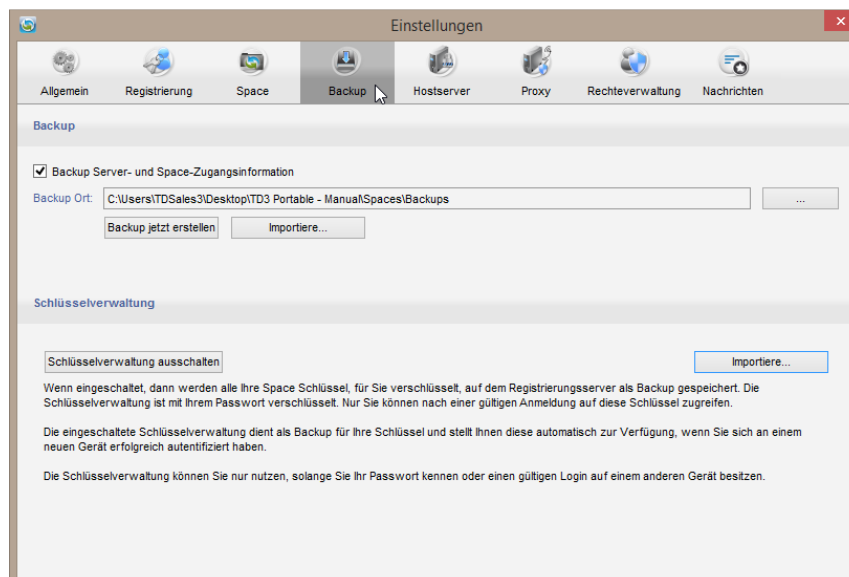 Einstellungen
Allgemein Registrierung Space Backup Hostserver Proxy Rechteverwaltung Nachrichten
Backup
Backup Server- und Space-Zugangsinformation
Backup Ort: C:\Users\TDSales3\Desktop\TD3 Portable - Manual\Spaces\Backups ...
Backup jetzt erstellen Importiere...
Schlüsselverwaltung
Schlüsselverwaltung ausschalten Importiere...
Wenn eingeschaltet, dann werden alle Ihre Space Schlüssel, für Sie verschlüsselt, auf dem Registrierungsserver als Backup gespeichert. Die
Schlüsselverwaltung ist mit Ihrem Passwort verschlüsselt. Nur Sie können nach einer gültigen Anmeldung auf diese Schlüssel zugreifen.
Die eingeschaltete Schlüsselverwaltung dient als Backup für Ihre Schlüssel und stellt Ihnen diese automatisch zur Verfügung, wenn Sie sich an einem
neuen Gerät erfolgreich autentifiziert haben.
Die Schlüsselverwaltung können Sie nur nutzen, solange Sie Ihr Passwort kennen oder einen gültigen Login auf einem anderen Gerät besitzen.